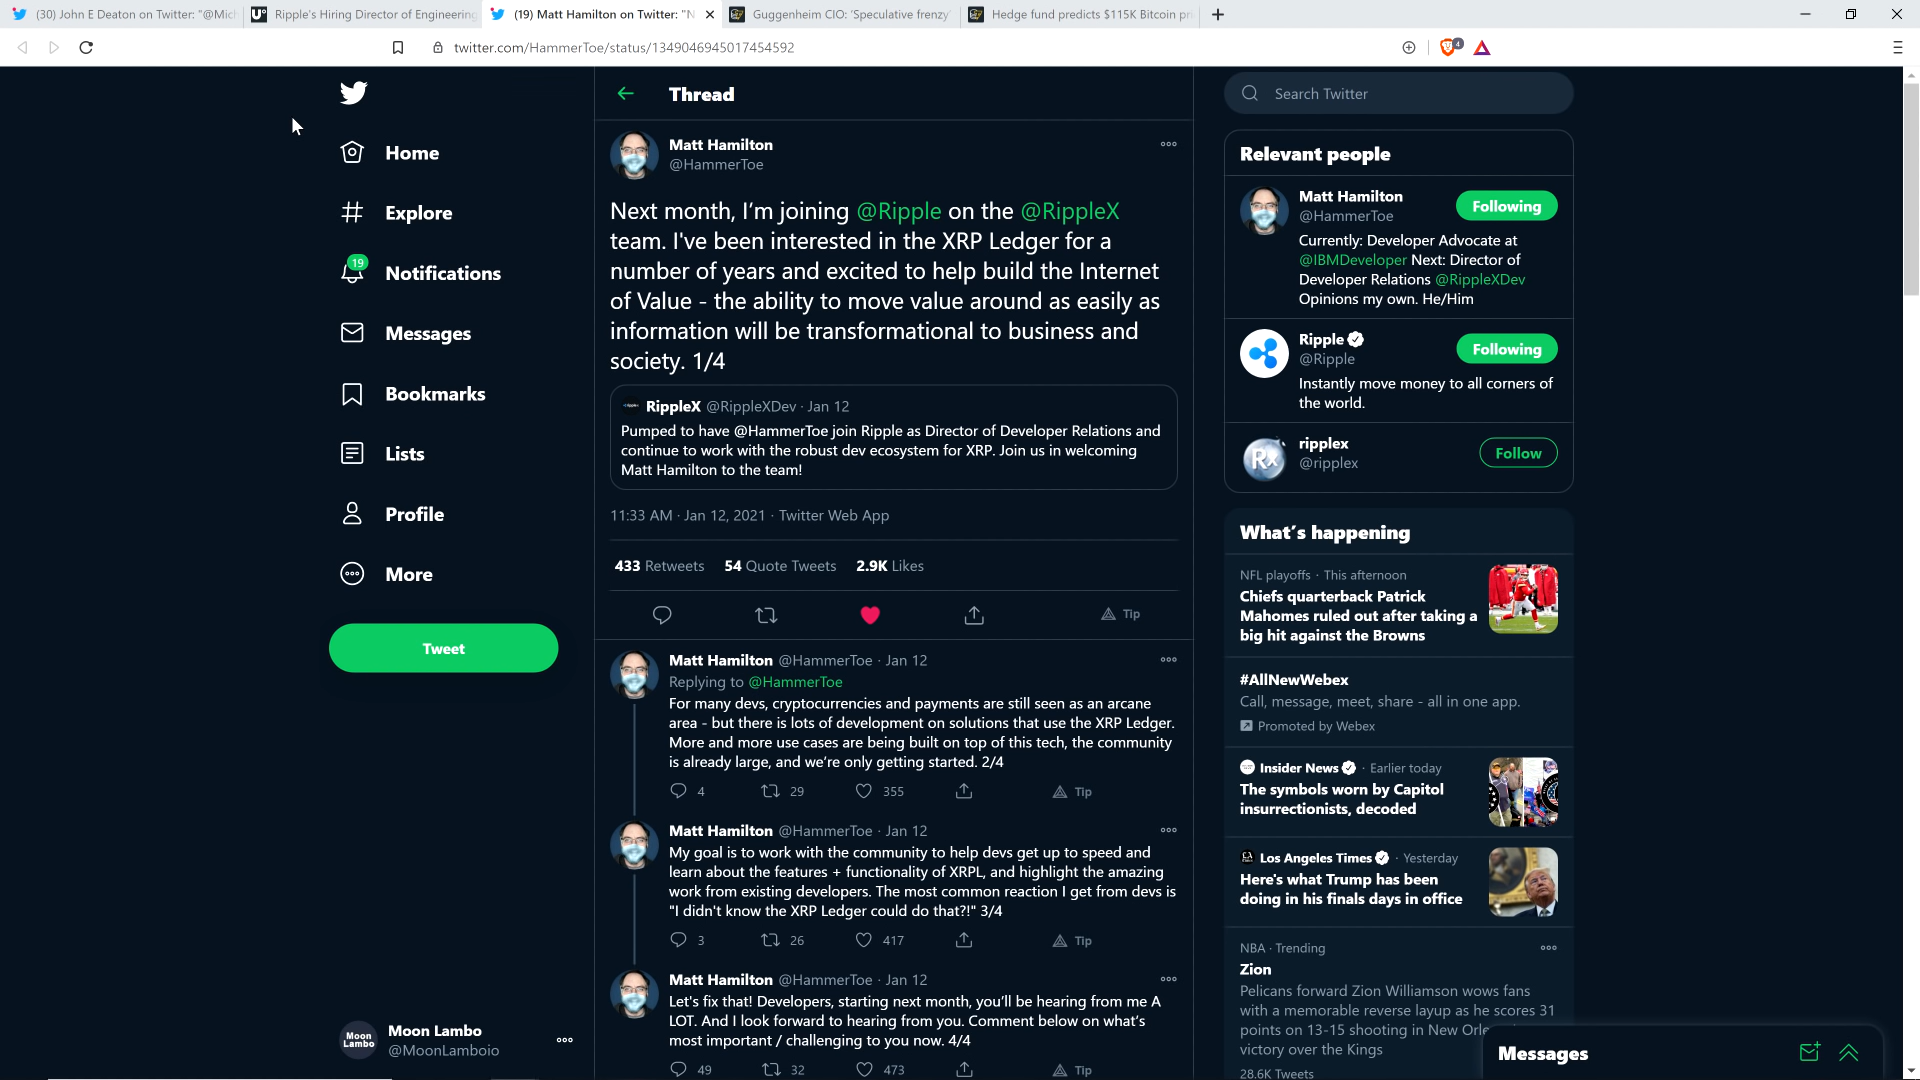 (30) John E Deaton on Twitter: "@Mich
Ripple's Hiring Director of Engineering
(19) Matt Hamilton on Twitter: "N
Guggenheim CIO: 'Speculative frenzy'
Hedge fund predicts $115K Bitcoin pri
twitter.com/HammerToe/status/1349046945017454592
4
Home
Explore
19
Notifications
Messages
Bookmarks
Lists
Profile
More
Tweet
Moon Lambo
Moon Lambo
@MoonLamboio
Thread
Matt Hamilton
@HammerToe
Next month, I'm joining @Ripple on the @RippleX
team. I've been interested in the XRP Ledger for a
number of years and excited to help build the Internet
of Value - the ability to move value around as easily as
information will be transformational to business and
society. 1/4
RippleX @RippleXDev · Jan 12
Pumped to have @HammerToe join Ripple as Director of Developer Relations and
continue to work with the robust dev ecosystem for XRP. Join us in welcoming
Matt Hamilton to the team!
11:33 AM · Jan 12, 2021 · Twitter Web App
433 Retweets 54 Quote Tweets 2.9K Likes
Tip
Matt Hamilton @HammerToe · Jan 12
Replying to @HammerToe
For many devs, cryptocurrencies and payments are still seen as an arcane
area - but there is lots of development on solutions that use the XRP Ledger.
More and more use cases are being built on top of this tech, the community
is already large, and we're only getting started. 2/4
4 29 355 Tip
Matt Hamilton @HammerToe · Jan 12
My goal is to work with the community to help devs get up to speed and
learn about the features + functionality of XRPL, and highlight the amazing
work from existing developers. The most common reaction I get from devs is
"I didn't know the XRP Ledger could do that?!" 3/4
3 26 417 Tip
Matt Hamilton @HammerToe · Jan 12
Let's fix that! Developers, starting next month, you'll be hearing from me A
LOT. And I look forward to hearing from you. Comment below on what's
most important / challenging to you now. 4/4
49 32 473 Tip
Search Twitter
Relevant people
Matt Hamilton
@HammerToe
Following
Currently: Developer Advocate at
@IBMDeveloper Next: Director of
Developer Relations @RippleXDev
Opinions my own. He/Him
Ripple
@Ripple
Following
Instantly move money to all corners of
the world.
Rx
ripplex
@ripplex
Follow
What's happening
NFL playoffs · This afternoon
Chiefs quarterback Patrick
Mahomes ruled out after taking a
big hit against the Browns
#AllNewWebex
Call, message, meet, share - all in one app.
Promoted by Webex
Insider News · Earlier today
The symbols worn by Capitol
insurrectionists, decoded
Los Angeles Times · Yesterday
Here's what Trump has been
doing in his finals days in office
NBA · Trending
Zion
Pelicans forward Zion Williamson wows fans
with a memorable reverse layup as he scores 31
points on 13-15 shooting in New Orle
victory over the Kings
28.6K Tweets
Messages